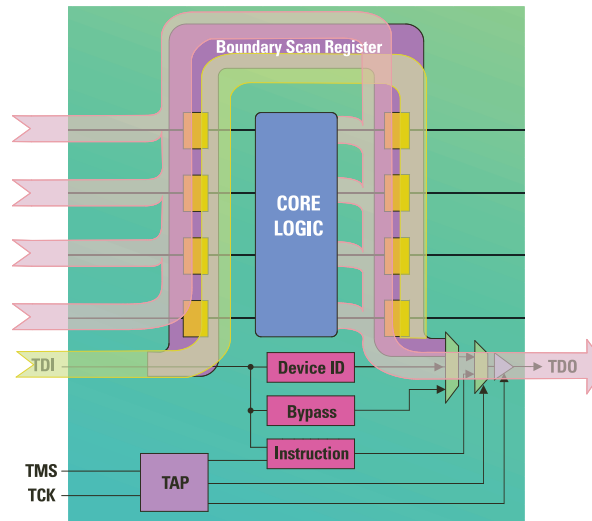 Boundary Scan Register
CORE
LOGIC
TDI
Device ID
TDO
Bypass
Instruction
TMS
TAP
TCK